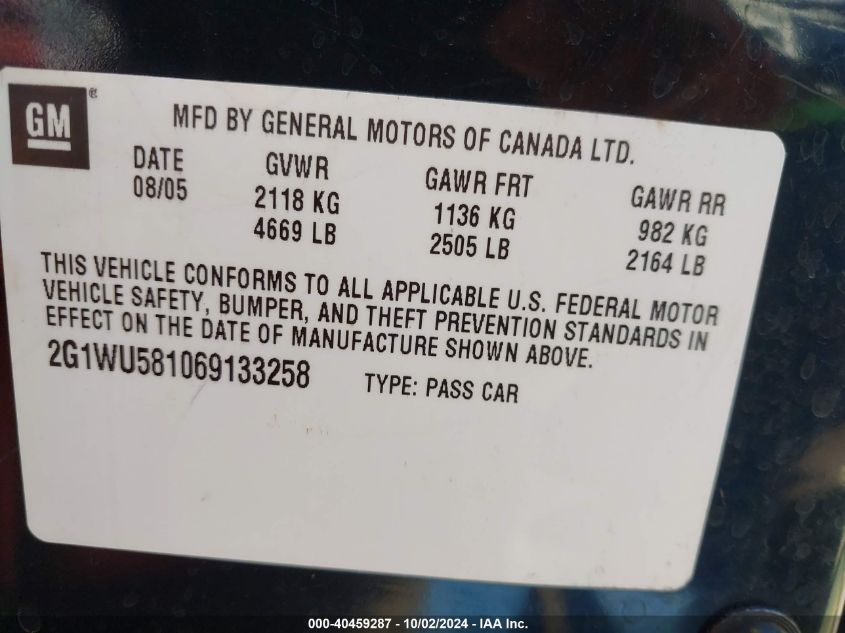 GM®
MFD BY GENERAL MOTORS OF CANADA LTD.
DATE GVWR GAWR FRT GAWR RR
08/05 2118 KG 1136 KG 982 KG
4669 LB 2505 LB 2164 LB
THIS VEHICLE CONFORMS TO ALL APPLICABLE U.S. FEDERAL MOTOR
VEHICLE SAFETY, BUMPER, AND THEFT PREVENTION STANDARDS IN
EFFECT ON THE DATE OF MANUFACTURE SHOWN ABOVE.
2G1WU581069133258 TYPE: PASS CAR
000-40459287 - 10/02/2024 - IAA Inc.